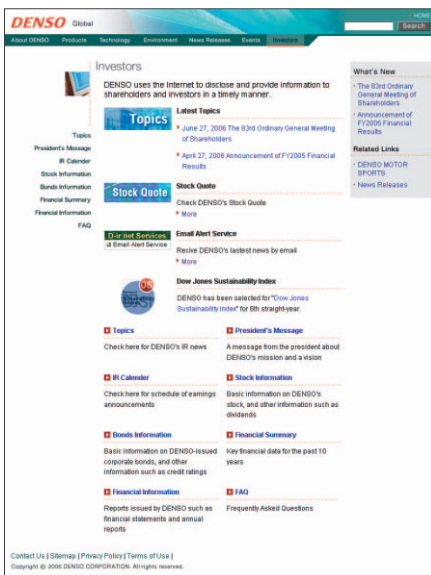 DENSO Global
HOME
Search
About DENSO Products Technology Environment News Releases Events Investors
Investors
DENSO uses the Internet to disclose and provide information to
shareholders and investors in a timely manner.
Topics
President's Message
IR Calender
Stock Information
Bonds Information
Financial Summary
Financial Information
FAQ
Topics
Latest Topics
June 27, 2006 The 83rd Ordinary General Meeting
of Shareholders
April 27, 2006 Announcement of FY2005 Financial
Results
Stock Quote
Stock Quote
Check DENSO's Stock Quote
More
D-ir net Services
Email Alert Service
Email Alert Service
Recive DENSO's lastest news by email
More
Dow Jones Sustainability Index
DENSO has been selected for "Dow Jones
Sustainability Index" for 6th straight-year.
Topics
Check here for DENSO's IR news
President's Message
A message from the president about
DENSO's mission and a vision
IR Calender
Check here for schedule of earnings
announcements
Stock Information
Basic information on DENSO's
stock, and other information such as
dividends
Bonds Information
Basic information on DENSO-issued
corporate bonds, and other
information such as credit ratings
Financial Summary
Key financial data for the past 10
years
Financial Information
Reports issued by DENSO such as
financial statements and annual
reports
FAQ
Frequently Asked Questions
What's New
The 83rd Ordinary
General Meeting of
Shareholders
Announcement of
FY2005 Financial
Results
Related Links
DENSO MOTOR
SPORTS
News Releases
Contact Us | Sitemap | Privacy Policy | Terms of Use |
Copyright © 2006 DENSO CORPORATION. All rights reserved.